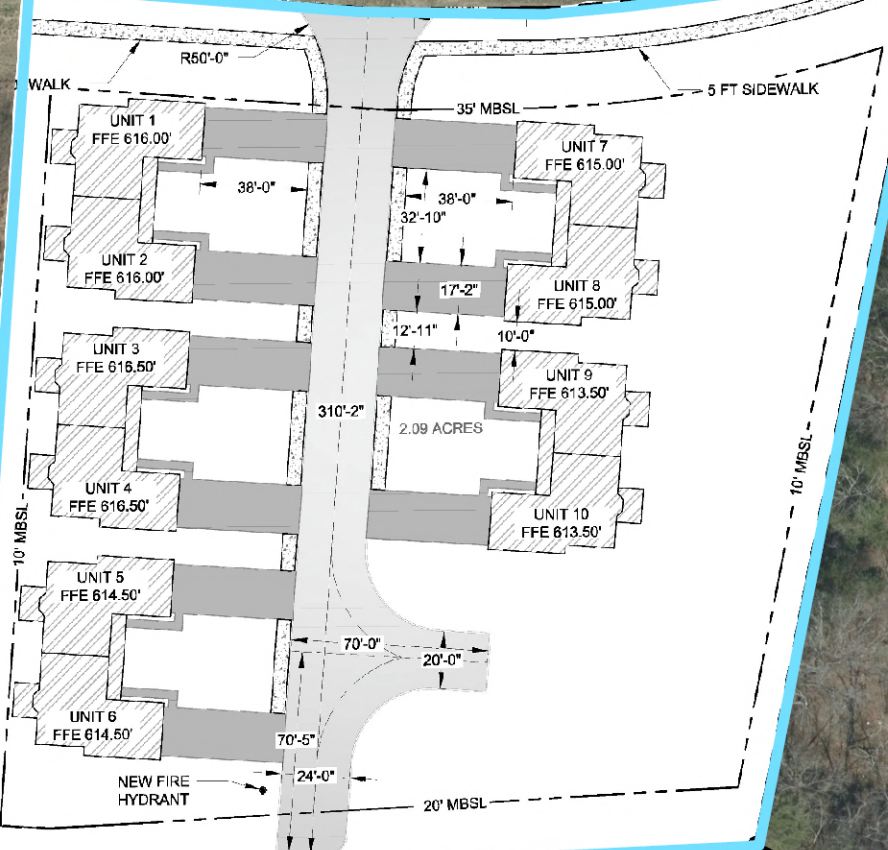 R50'-0"
WALK
5 FT SIDEWALK
35' MBSL
UNIT 1
FFE 616.00'
UNIT 7
FFE 615.00'
38'-0"
38'-0"
32'-10"
UNIT 2
FFE 616.00'
UNIT 8
FFE 615.00'
17'-2"
12'-11"
10'-0"
UNIT 3
FFE 616.50'
UNIT 9
FFE 613.50'
310'-2"
2.09 ACRES
10' MBSL
UNIT 4
FFE 616.50'
UNIT 10
FFE 613.50'
10' MBSL
UNIT 5
FFE 614.50'
70'-0"
20'-0"
UNIT 6
FFE 614.50'
70'-5"
24'-0"
NEW FIRE
HYDRANT
20' MBSL